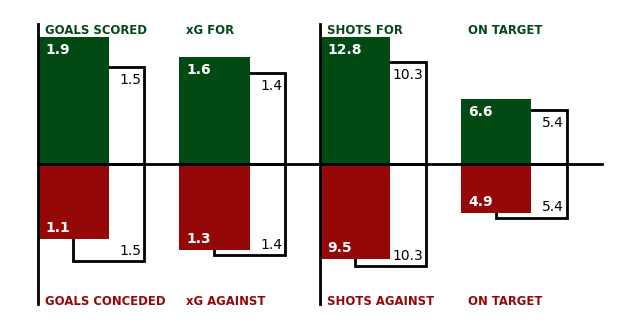 GOALS SCORED xG FOR SHOTS FOR ON TARGET
1.9 1.5 1.6 1.4 12.8 10.3 6.6 5.4
1.1 1.5 1.3 1.4 9.5 10.3 4.9 5.4
GOALS CONCEDED xG AGAINST SHOTS AGAINST ON TARGET